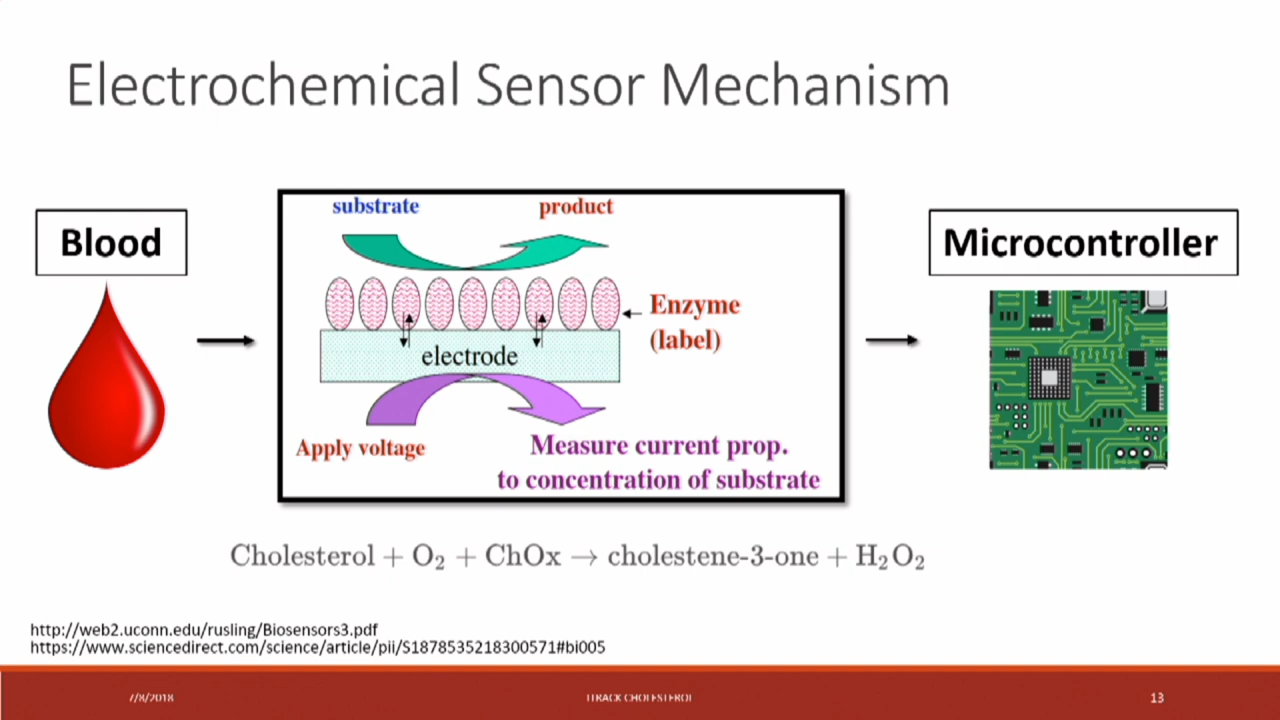 Electrochemical Sensor Mechanism
Blood
substrate
product
Enzyme
(label)
electrode
Apply voltage
Measure current prop.
to concentration of substrate
Microcontroller
Cholesterol + O₂ + ChOx → cholestene-3-one + H₂O₂
http://web2.uconn.edu/rusling/Biosensors3.pdf
https://www.sciencedirect.com/science/article/pii/S1878535218300571#bi005
7/8/2018
ITRACK CHOLESTEROL
13